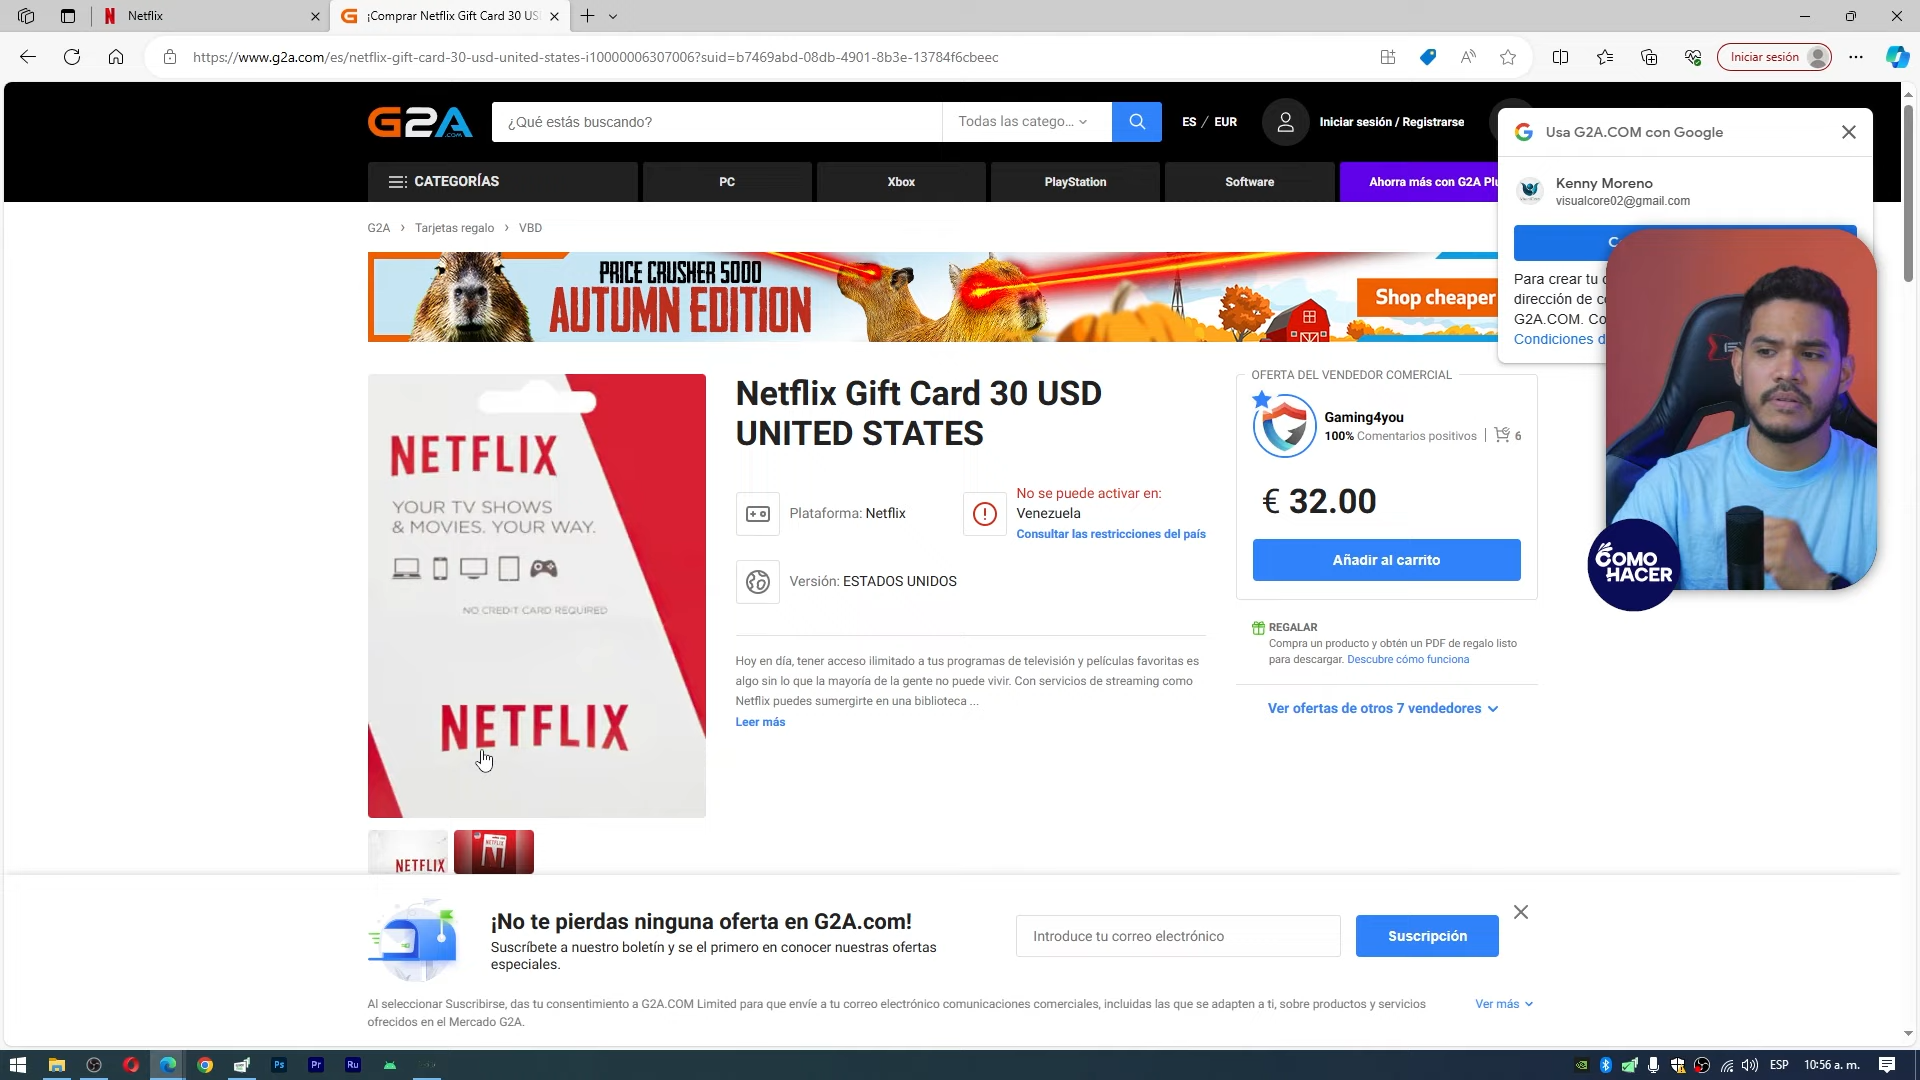 Netflix
¡Comprar Netflix Gift Card 30 US
https://www.g2a.com/es/netflix-gift-card-30-usd-united-states-i10000006307006?suid=b7469abd-08db-4901-8b3e-13784f6cbeec
Iniciar sesión
G2A
.COM
¿Qué estás buscando?
Todas las catego...
ES / EUR
Iniciar sesión / Registrarse
CATEGORÍAS
PC
Xbox
PlayStation
Software
Ahorra más con G2A Plu
Usa G2A.COM con Google
Kenny Moreno
visualcore02@gmail.com
C
Para crear tu c
dirección de co
G2A.COM. Co
Condiciones d
G2A > Tarjetas regalo > VBD
PRICE CRUSHER 5000
AUTUMN EDITION
Shop cheaper
NETFLIX
YOUR TV SHOWS
& MOVIES. YOUR WAY.
NO CREDIT CARD REQUIRED
NETFLIX
NETFLIX
NETFLIX
Netflix Gift Card 30 USD
UNITED STATES
Plataforma: Netflix
No se puede activar en:
Venezuela
Consultar las restricciones del país
Versión: ESTADOS UNIDOS
Hoy en día, tener acceso ilimitado a tus programas de televisión y películas favoritas es
algo sin lo que la mayoría de la gente no puede vivir. Con servicios de streaming como
Netflix puedes sumergirte en una biblioteca ...
Leer más
OFERTA DEL VENDEDOR COMERCIAL
Gaming4you
100% Comentarios positivos | 6
€ 32.00
Añadir al carrito
REGALAR
Compra un producto y obtén un PDF de regalo listo
para descargar. Descubre cómo funciona
Ver ofertas de otros 7 vendedores
COMO
HACER
¡No te pierdas ninguna oferta en G2A.com!
Suscríbete a nuestro boletín y se el primero en conocer nuestras ofertas
especiales.
Introduce tu correo electrónico
Suscripción
Al seleccionar Suscribirse, das tu consentimiento a G2A.COM Limited para que envíe a tu correo electrónico comunicaciones comerciales, incluidas las que se adapten a ti, sobre productos y servicios
ofrecidos en el Mercado G2A.
Ver más
Ps
Pr
Ru
ESP
10:56 a. m.